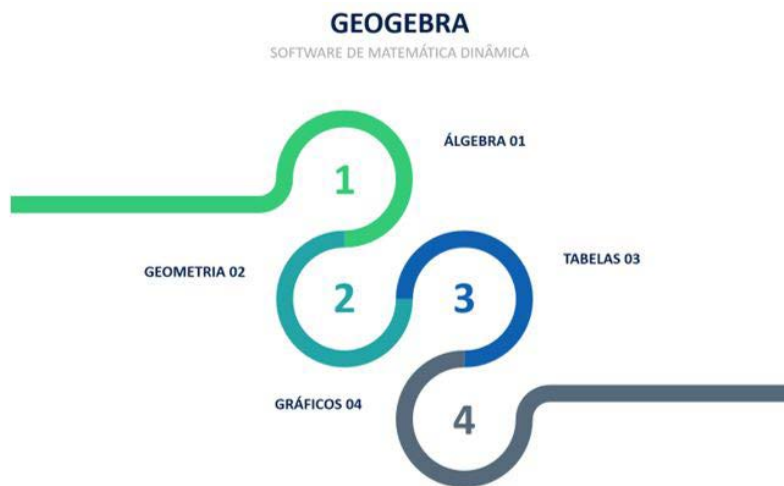 GEOGEBRA
SOFTWARE DE MATEMÁTICA DINÂMICA
1
ÁLGEBRA 01
GEOMETRIA 02
2
3
TABELAS 03
GRÁFICOS 04
4